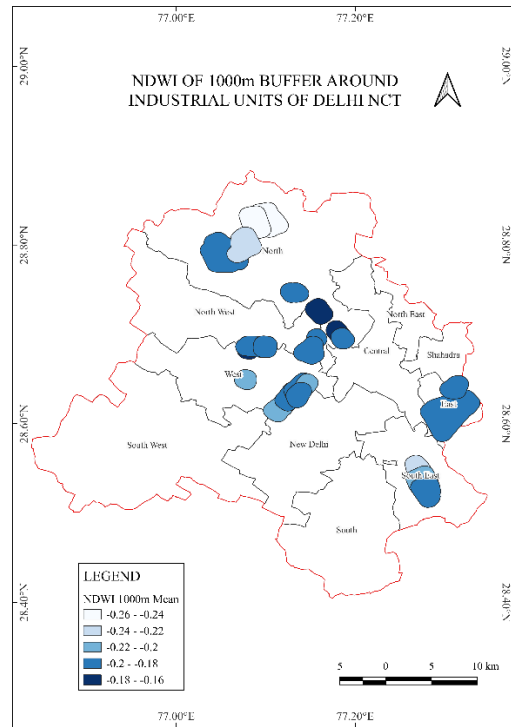 77.00°E 77.20°E
29.00°N 29.00°N
NDWI OF 1000m BUFFER AROUND
INDUSTRIAL UNITS OF DELHI NCT
28.80°N 28.80°N
North
North West
North East
Central
Shahadra
West
East
28.60°N 28.60°N
South West
New Delhi
South East
South
LEGEND
NDWI 1000m Mean
-0.26 - -0.24
-0.24 - -0.22
-0.22 - -0.2
-0.2 - -0.18
-0.18 - -0.16
28.40°N 28.40°N
5 0 5 10 km
77.00°E 77.20°E